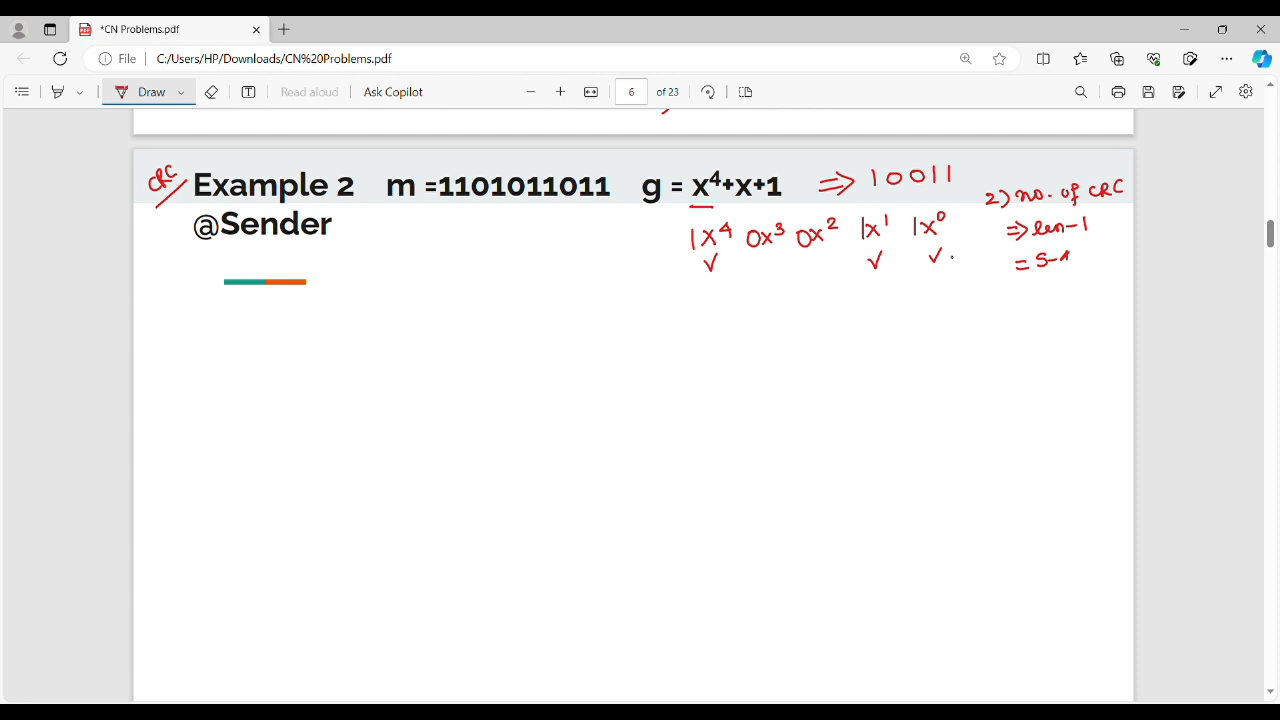 *CN Problems.pdf
File C:/Users/HP/Downloads/CN%20Problems.pdf
Draw Read aloud Ask Copilot 6 of 23
CRC Example 2 m =1101011011 g = x⁴+x+1 ⇒ 10011
@Sender
1x⁴ 0x³ 0x² 1x¹ 1x⁰
✓ ✓ ✓
2) no. of CRC
⇒ len-1
= 5-1